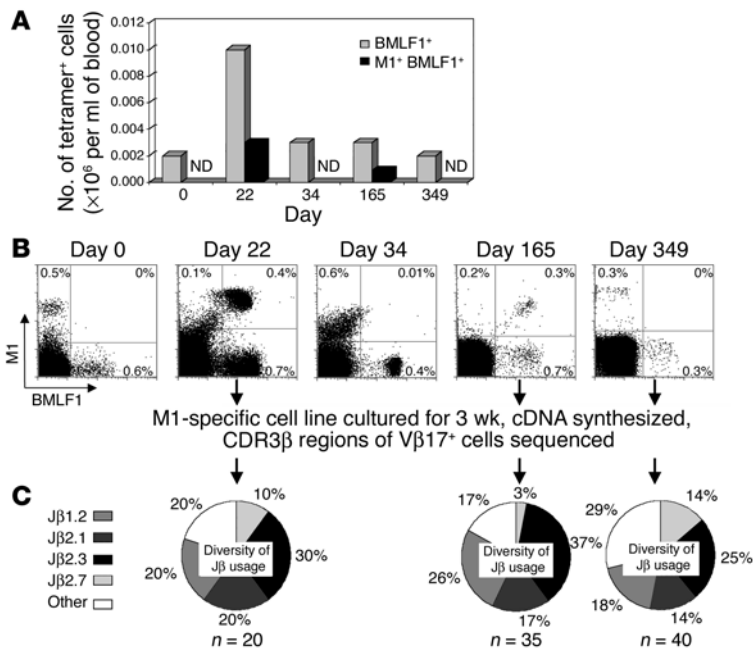 A
No. of tetramer⁺ cells
(×10⁶ per ml of blood)
0.012
0.010
0.008
0.006
0.004
0.002
0.000
BMLF1⁺
M1⁺ BMLF1⁺
ND
ND
ND
0
22
34
165
349
Day
B
Day 0
Day 22
Day 34
Day 165
Day 349
0.5%
0%
0.1%
0.4%
0.6%
0.01%
0.2%
0.3%
0.3%
0%
M1
0.6%
0.7%
0.4%
0.7%
0.3%
BMLF1
M1-specific cell line cultured for 3 wk, cDNA synthesized,
CDR3β regions of Vβ17⁺ cells sequenced
C
Jβ1.2
Jβ2.1
Jβ2.3
Jβ2.7
Other
20%
10%
Diversity of
Jβ usage
30%
20%
20%
n = 20
17%
3%
Diversity of
Jβ usage
37%
26%
17%
n = 35
29%
14%
Diversity of
Jβ usage
25%
18%
14%
n = 40